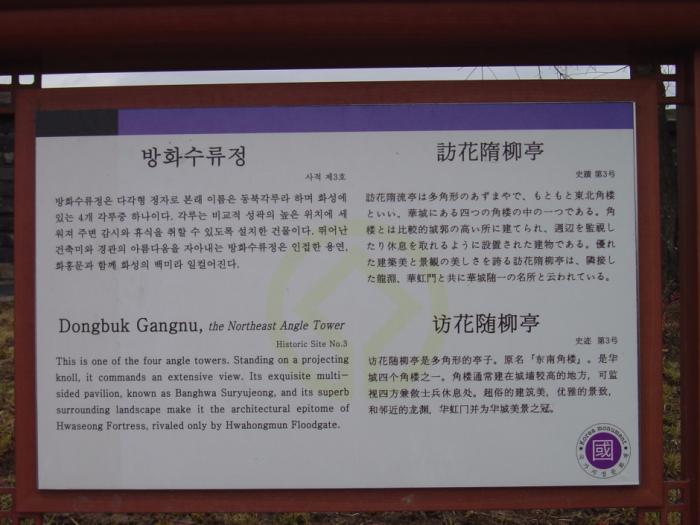 방화수류정
사적 제3호
방화수류정은 다각형 정자로 본래 이름은 동북각루라 하며 화성에
있는 4개 각루중 하나이다. 각루는 비교적 성곽의 높은 위치에 세
워져 주변 감시와 휴식을 취할 수 있도록 설치한 건물이다. 뛰어난
건축미와 경관의 아름다움을 자아내는 방화수류정은 인접한 용연,
화홍문과 함께 화성의 백미라 일컬어진다.
訪花隋柳亭
史蹟 第3号
訪花隋流亭は多角形のあずまやで、もともと東北角楼
といい、華城にある四つの角楼の中の一つである。角
楼とは比較的城郭の高い所に建てられ、週辺を監視し
たり休息を取れるように設置された建物である。優れ
た建築美と景観の美しさを誇る訪花隋柳亭は、隣接し
た龍淵、華虹門と共に華城随一の名所と云われている。
Dongbuk Gangnu, the Northeast Angle Tower
Historic Site No.3
This is one of the four angle towers. Standing on a projecting
knoll, it commands an extensive view. Its exquisite multi-
sided pavilion, known as Banghwa Suryujeong, and its superb
surrounding landscape make it the architectural epitome of
Hwaseong Fortress, rivaled only by Hwahongmun Floodgate.
访花随柳亭
史迹 第3号
访花随柳亭是多角形的亭子。原名「东南角楼」。是华
城四个角楼之一。角楼通常建在城墙较高的地方，可监
视四方兼做士兵休息处。超俗的建筑美，优雅的景致，
和邻近的龙渊，华虹门并为华城美景之冠。
Korea monument
國
국가지정문화재